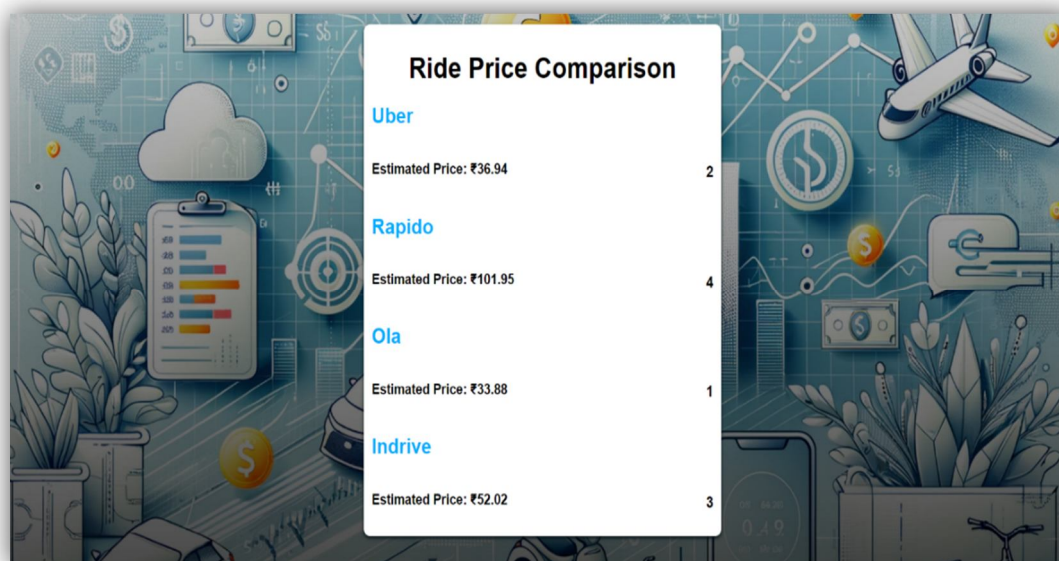 Ride Price Comparison
Uber
Estimated Price: ₹36.94 2
Rapido
Estimated Price: ₹101.95 4
Ola
Estimated Price: ₹33.88 1
Indrive
Estimated Price: ₹52.02 3